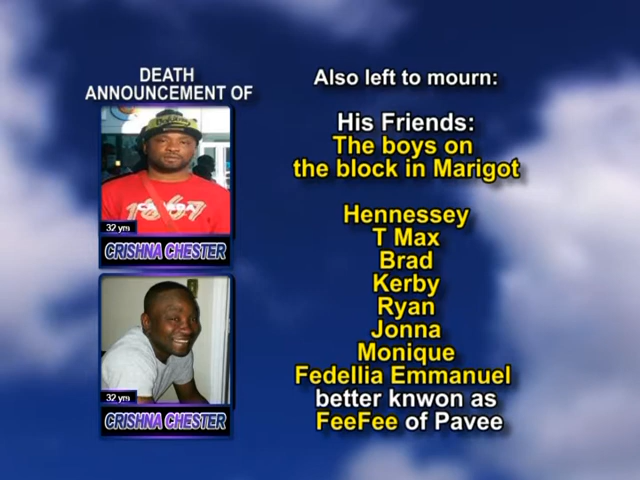 DEATH
ANNOUNCEMENT OF
32 yrs
CRISHNA CHESTER
32 yrs
CRISHNA CHESTER
Also left to mourn:
His Friends:
The boys on
the block in Marigot
Hennessey
T Max
Brad
Kerby
Ryan
Jonna
Monique
Fedellia Emmanuel
better knwon as
FeeFee of Pavee